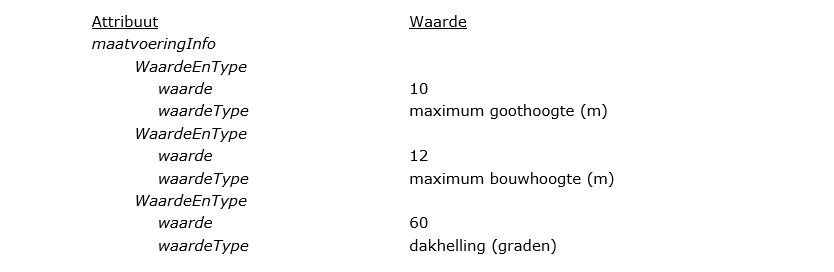 Attribuut Waarde
maatvoeringInfo
WaardeEnType
waarde 10
waardeType maximum goothoogte (m)
WaardeEnType
waarde 12
waardeType maximum bouwhoogte (m)
WaardeEnType
waarde 60
waardeType dakhelling (graden)